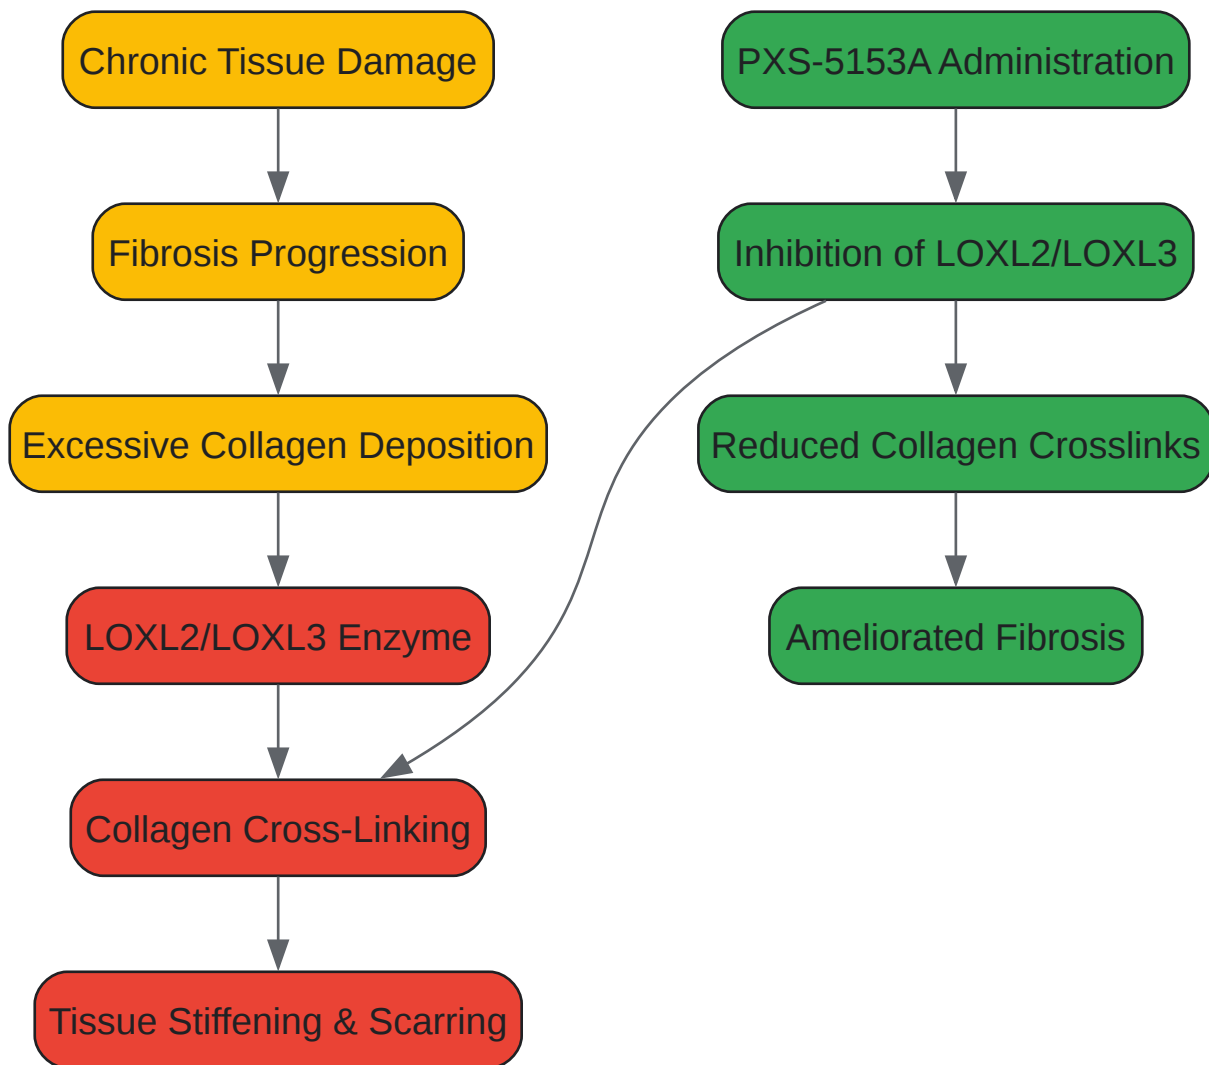 Chronic Tissue Damage
Fibrosis Progression
Excessive Collagen Deposition
LOXL2/LOXL3 Enzyme
Collagen Cross-Linking
Tissue Stiffening & Scarring
PXS-5153A Administration
Inhibition of LOXL2/LOXL3
Reduced Collagen Crosslinks
Ameliorated Fibrosis